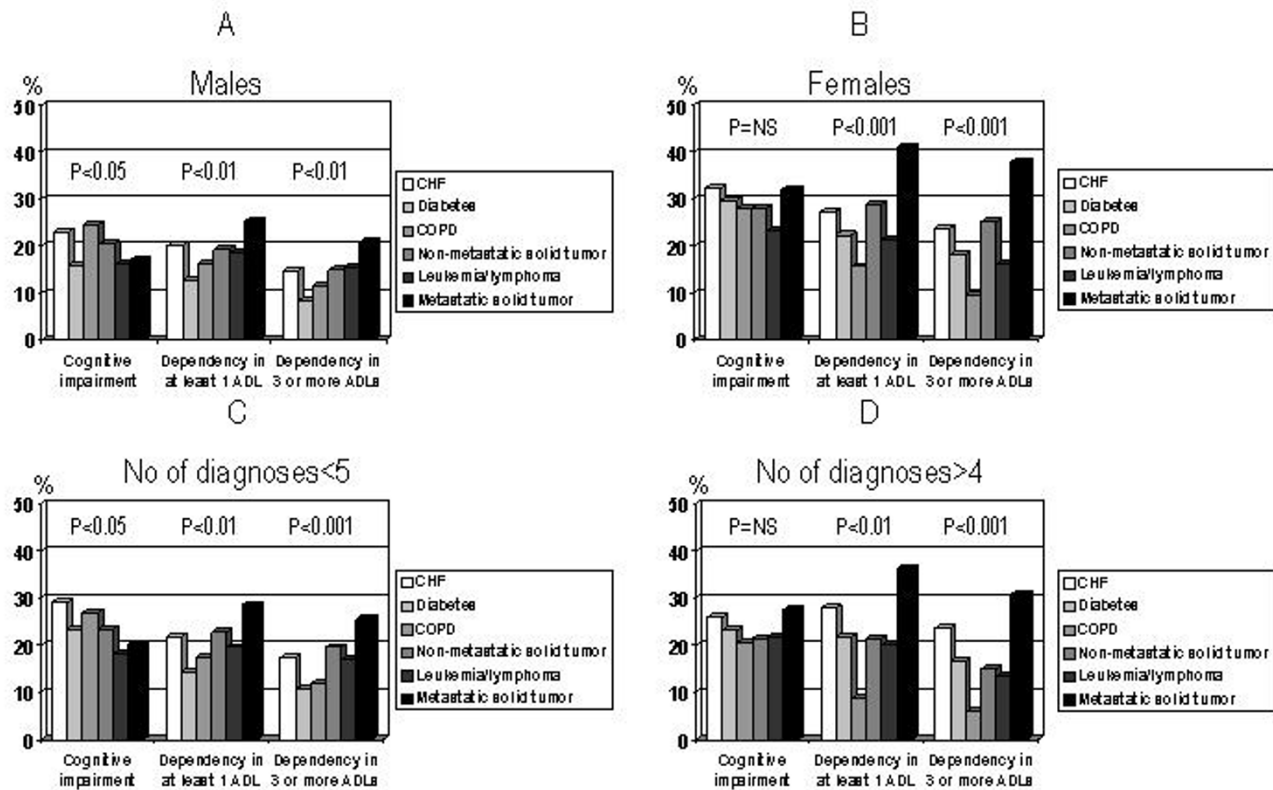 A
Males
%
50
40
30
20
10
0
P<0.05 P<0.01 P<0.01
Cognitive impairment
Dependency in at least 1 ADL
Dependency in 3 or more ADLs
CHF
Diabetes
COPD
Non-metastatic solid tumor
Leukemia/lymphoma
Metastatic solid tumor
B
Females
%
50
40
30
20
10
0
P=NS P<0.001 P<0.001
Cognitive impairment
Dependency in at least 1 ADL
Dependency in 3 or more ADLs
CHF
Diabetes
COPD
Non-metastatic solid tumor
Leukemia/lymphoma
Metastatic solid tumor
C
No of diagnoses<5
%
50
40
30
20
10
0
P<0.05 P<0.01 P<0.001
Cognitive impairment
Dependency in at least 1 ADL
Dependency in 3 or more ADLs
CHF
Diabetes
COPD
Non-metastatic solid tumor
Leukemia/lymphoma
Metastatic solid tumor
D
No of diagnoses>4
%
50
40
30
20
10
0
P=NS P<0.01 P<0.001
Cognitive impairment
Dependency in at least 1 ADL
Dependency in 3 or more ADLs
CHF
Diabetes
COPD
Non-metastatic solid tumor
Leukemia/lymphoma
Metastatic solid tumor